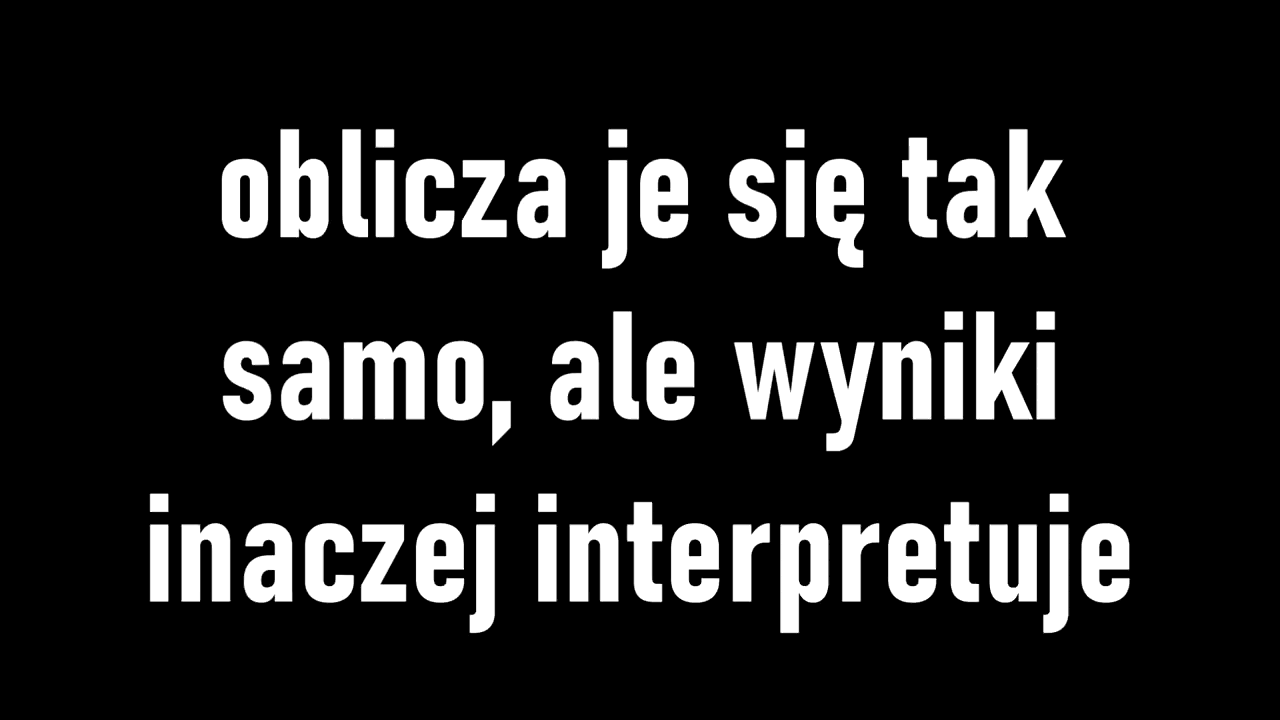 oblicza je się tak
samo, ale wyniki
inaczej interpretuje